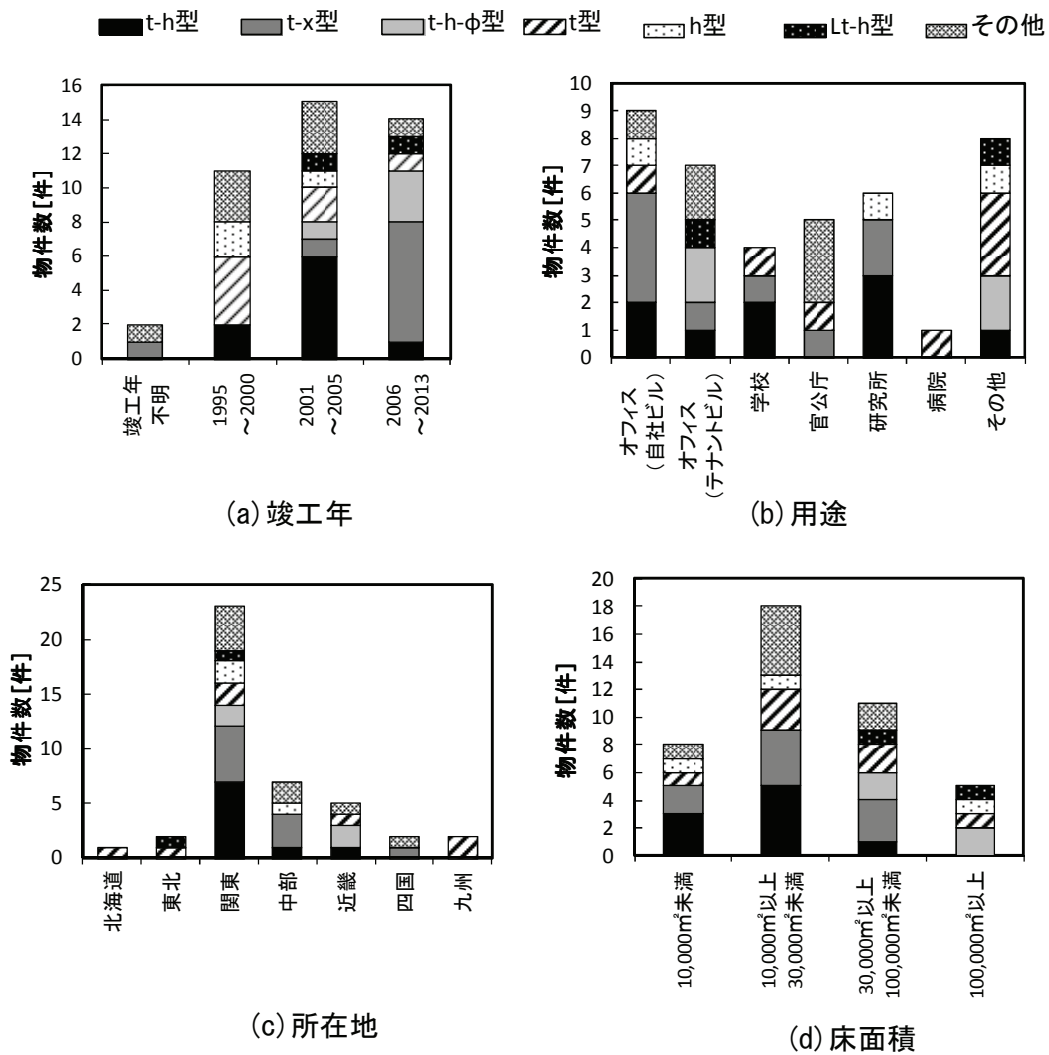 t-h型 t-x型 t-h-φ型 t型 h型 Lt-h型 その他
物件数[件]
16
14
12
10
8
6
4
2
0
竣工年
不明
1995
～2000
2001
～2005
2006
～2013
(a) 竣工年
物件数[件]
10
9
8
7
6
5
4
3
2
1
0
オフィス
(自社ビル)
オフィス
(テナントビル)
学校
官公庁
研究所
病院
その他
(b) 用途
物件数[件]
25
20
15
10
5
0
北海道
東北
関東
中部
近畿
四国
九州
(c) 所在地
物件数[件]
20
18
16
14
12
10
8
6
4
2
0
10,000㎡未満
10,000㎡以上
30,000㎡未満
30,000㎡以上
100,000㎡未満
100,000㎡以上
(d) 床面積